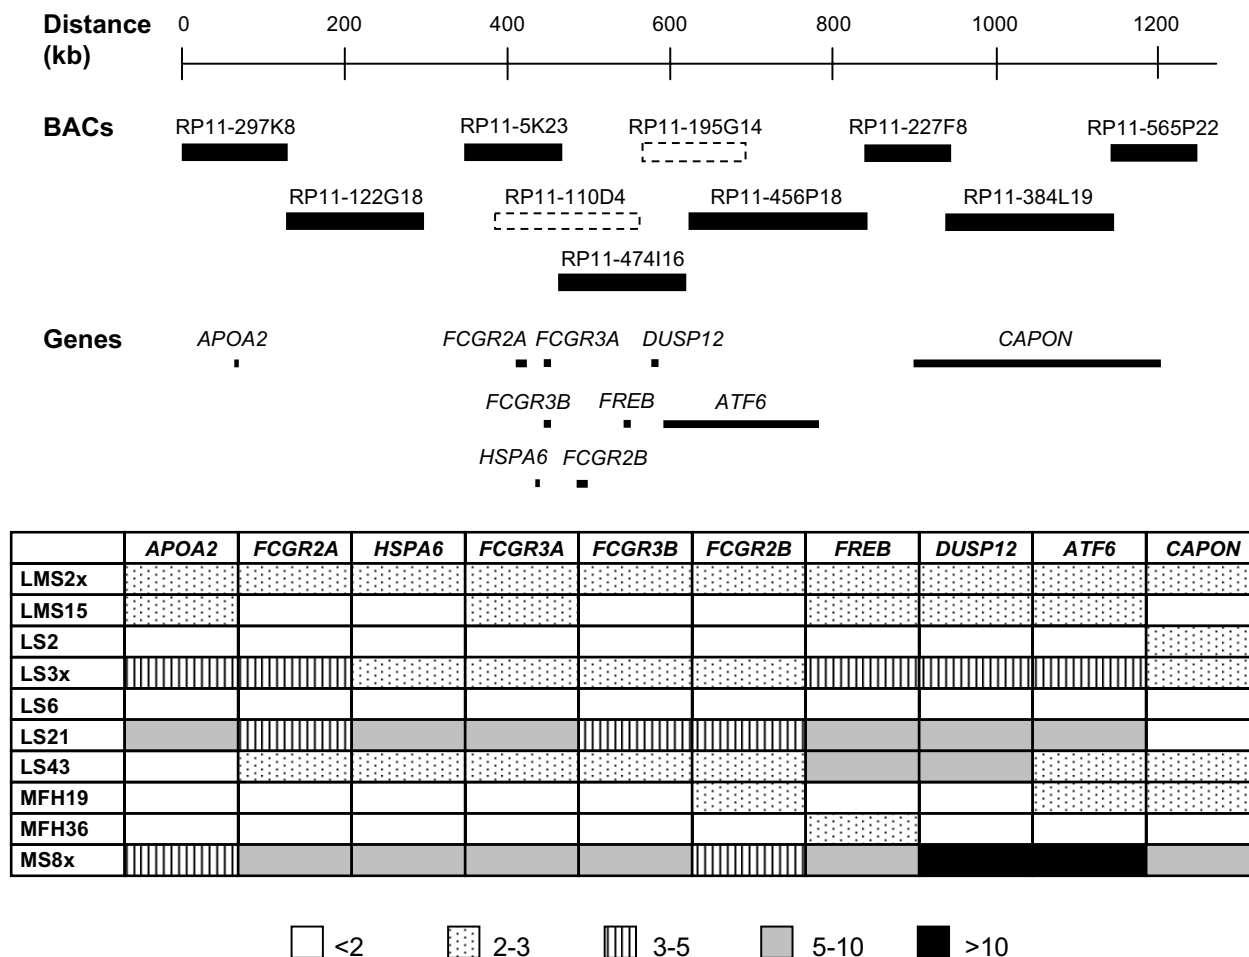 Distance 0 200 400 600 800 1000 1200
(kb)
BACs RP11-297K8 RP11-5K23 RP11-195G14 RP11-227F8 RP11-565P22
RP11-122G18 RP11-110D4 RP11-456P18 RP11-384L19
RP11-474I16
Genes APOA2 FCGR2A FCGR3A DUSP12 CAPON
FCGR3B FREB ATF6
HSPA6 FCGR2B
APOA2 FCGR2A HSPA6 FCGR3A FCGR3B FCGR2B FREB DUSP12 ATF6 CAPON
LMS2x
LMS15
LS2
LS3x
LS6
LS21
LS43
MFH19
MFH36
MS8x
<2 2-3 3-5 5-10 >10